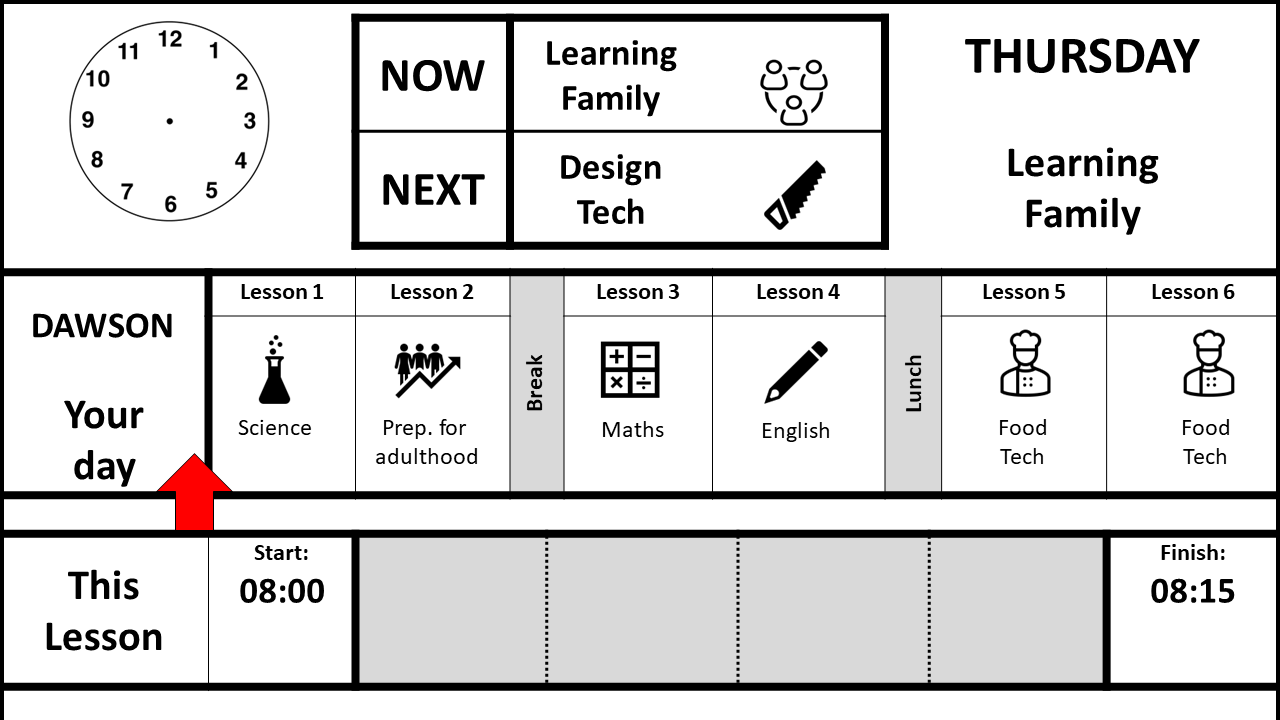 12
11
1
10
2
9
3
8
4
7
5
6
NOW
Learning
Family
NEXT
Design
Tech
THURSDAY
Learning
Family
DAWSON
Your
day
Lesson 1
Science
Lesson 2
Prep. for
adulthood
Break
Lesson 3
Maths
Lesson 4
English
Lunch
Lesson 5
Food
Tech
Lesson 6
Food
Tech
This
Lesson
Start:
08:00
Finish:
08:15